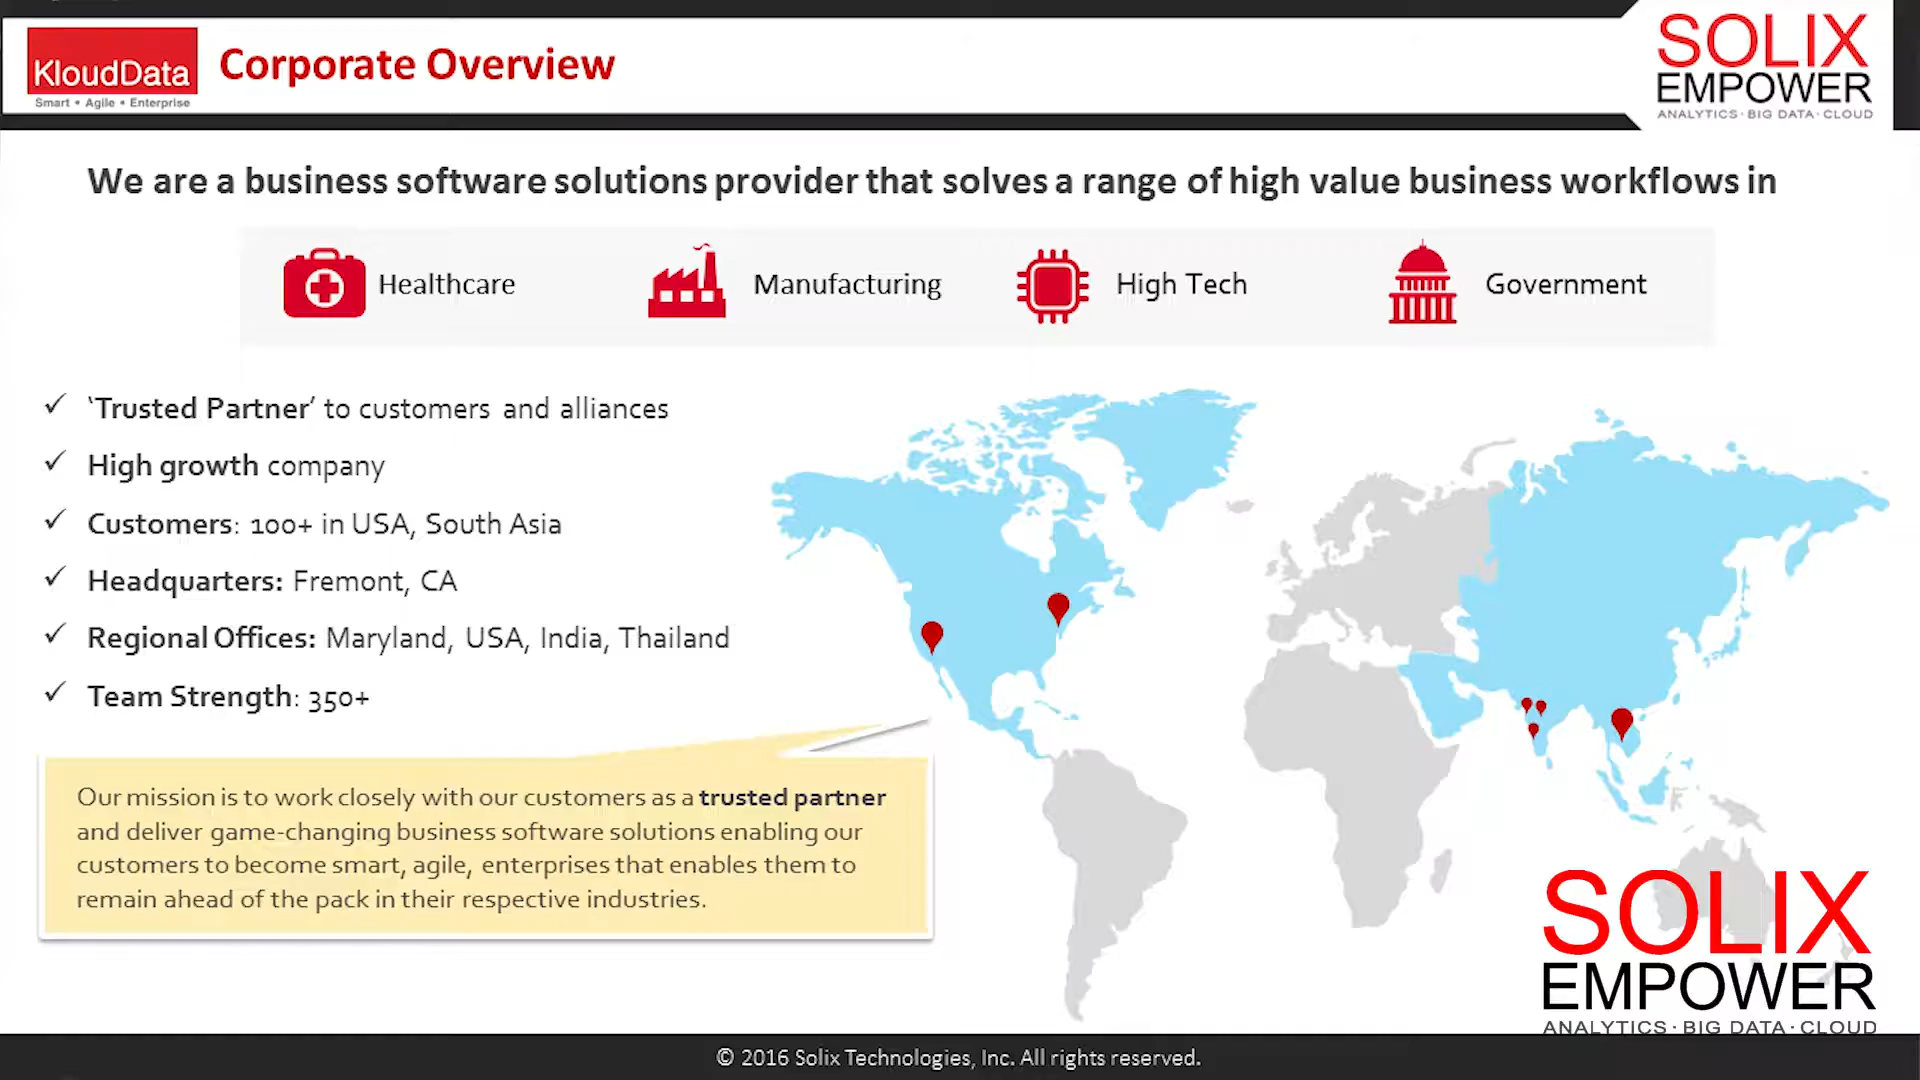 KloudData
Smart • Agile • Enterprise
Corporate Overview
SOLIX
EMPOWER
ANALYTICS · BIG DATA · CLOUD
We are a business software solutions provider that solves a range of high value business workflows in
Healthcare
Manufacturing
High Tech
Government
✓ ‘Trusted Partner’ to customers and alliances
✓ High growth company
✓ Customers: 100+ in USA, South Asia
✓ Headquarters: Fremont, CA
✓ Regional Offices: Maryland, USA, India, Thailand
✓ Team Strength: 350+
Our mission is to work closely with our customers as a trusted partner
and deliver game-changing business software solutions enabling our
customers to become smart, agile, enterprises that enables them to
remain ahead of the pack in their respective industries.
SOLIX
EMPOWER
ANALYTICS · BIG DATA · CLOUD
© 2016 Solix Technologies, Inc. All rights reserved.